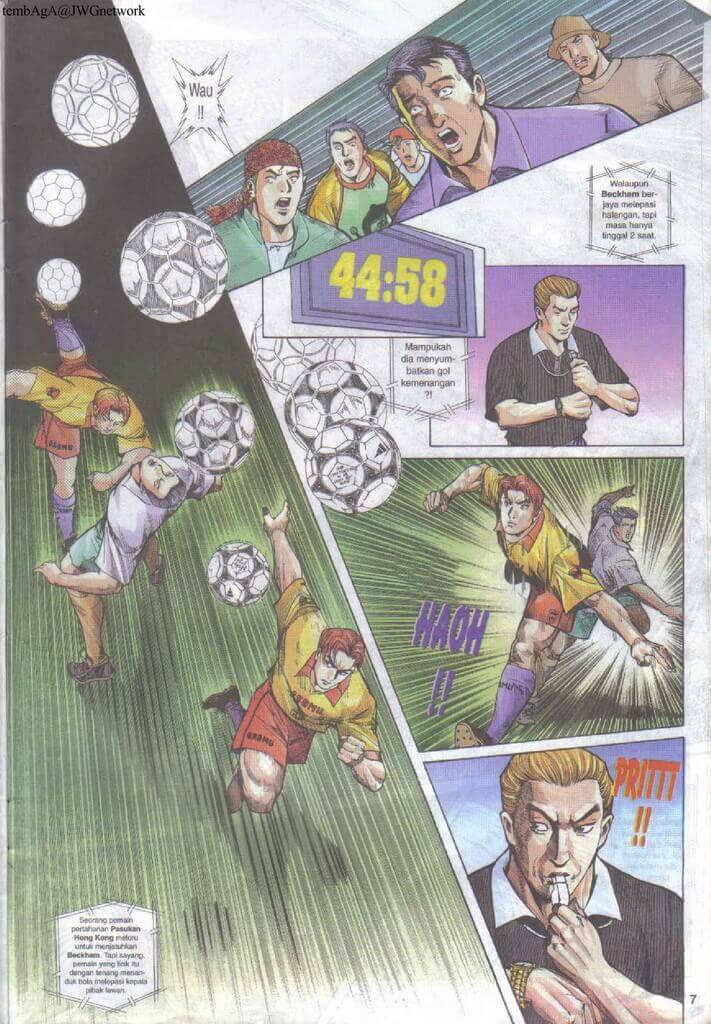 tembAgA@JWGnetwork
Wau
!!
Walaupun
Beckham ber-
jaya melepasi
halangan, tapi
masa hanya
tinggal 2 saat.
44:58
Mampukah
dia menyum-
batkan gol
kemenangan
?!
HAOH
!!
PRITTT
!!
Seorang pemain
pertahanan Pasukan
Hong Kong meluru
untuk menjatuhkan
Beckham. Tapi sayang,
pemain yang licik itu
dengan tenang menan-
duk bola melepasi kepala
pihak lawan.
7